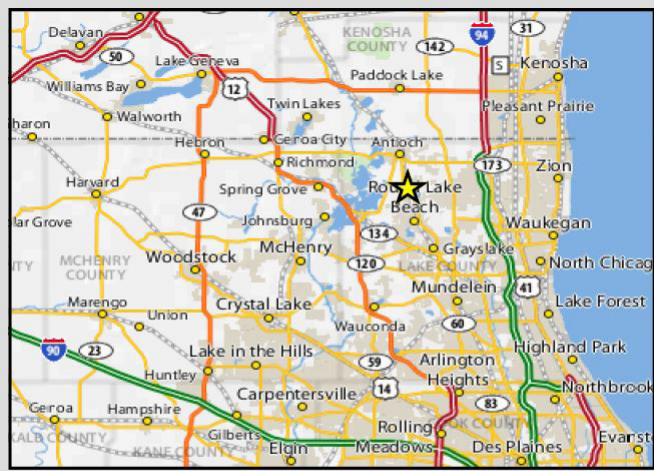 Delavan
50
Lake Geneva
KENOSHA
COUNTY
142
94
31
S
Kenosha
Williams Bay
12
Paddock Lake
Twin Lakes
Pleasant Prairie
Walworth
haron
Hebron
Genoa City
Antioch
Richmond
173
Zion
Harvard
Spring Grove
Lake
Beach
lar Grove
47
Johnsburg
134
Waukegan
MCHENRY
COUNTY
McHenry
Grayslake
Woodstock
120
LAKE COUNTY
North Chicag
Mundelein
41
Marengo
Union
Crystal Lake
Lake Forest
Wauconda
60
90
23
Lake in the Hills
59
Arlington
Heights
Highland Park
Huntley
14
Northbrook
Carpentersville
83
Genoa
Hampshire
Gilberts
Rolling
Meadows
OK COUNTY
KALB COUNTY
KANE COUNTY
Elgin
Des Plaines
Evanst